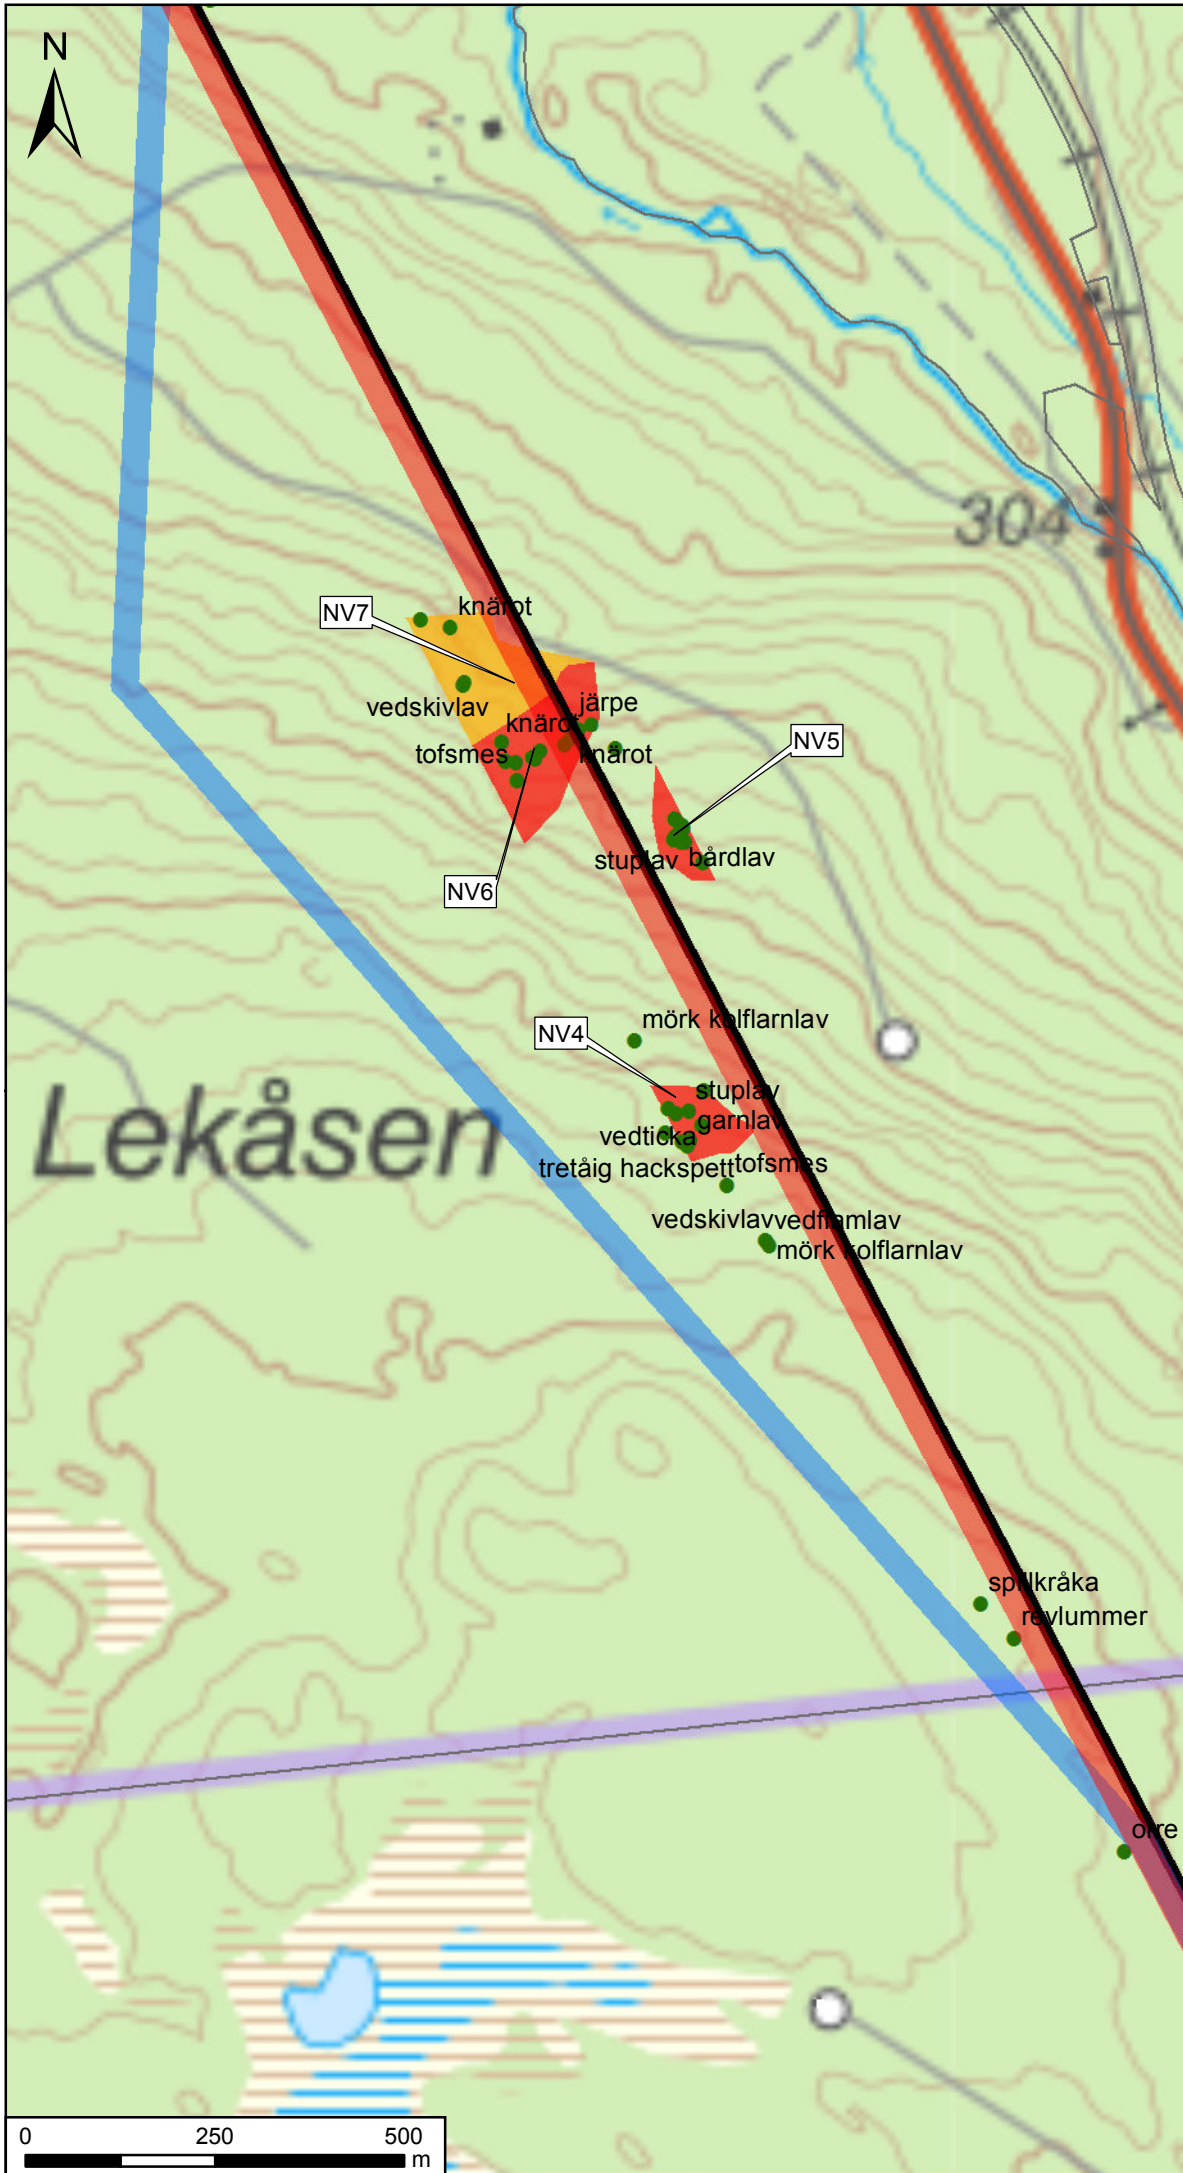 N
304
NV7
knärot
vedskivlav
järpe
knärot
tofsmes
knärot
NV5
stuplav
bårdlav
NV6
mörk kolflarnlav
NV4
stuplav
garnlav
vedticka
Lekåsen
tretåig hackspett
tofsmes
vedskivlav
vedflamlav
mörk kolflarnlav
spillkråka
revlummer
orre
0 250 500
m